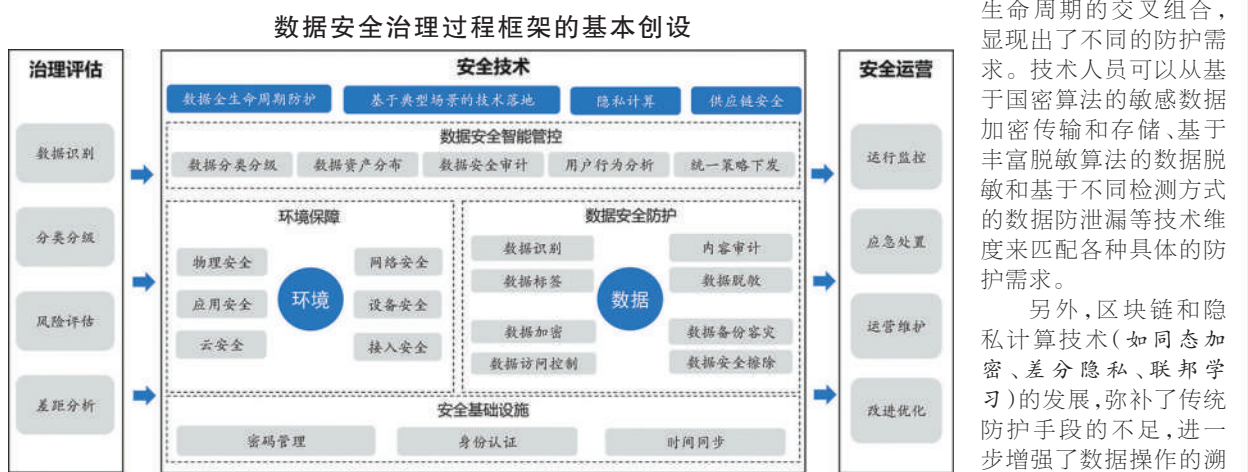 数据安全治理过程框架的基本创设
治理评估
数据识别
分类分级
风险评估
差距分析
安全技术
数据全生命周期防护 基于典型场景的技术落地 隐私计算 供应链安全
数据安全智能管控
数据分类分级 数据资产分布 数据安全审计 用户行为分析 统一策略下发
环境保障
物理安全 网络安全
应用安全 环境 设备安全
云安全 接入安全
数据安全防护
数据识别 内容审计
数据标签 数据脱敏
数据
数据加密 数据备份容灾
数据访问控制 数据安全擦除
安全基础设施
密码管理 身份认证 时间同步
安全运营
运行监控
应急处置
运营维护
改进优化
生命周期的交叉组合,
显现出了不同的防护需
求。技术人员可以从基
于国密算法的敏感数据
加密传输和存储、基于
丰富脱敏算法的数据脱
敏和基于不同检测方式
的数据防泄漏等技术维
度来匹配各种具体的防
护需求。
另外,区块链和隐
私计算技术(如同态加
密、差分隐私、联邦学
习)的发展,弥补了传统
防护手段的不足,进一
步增强了数据操作的溯